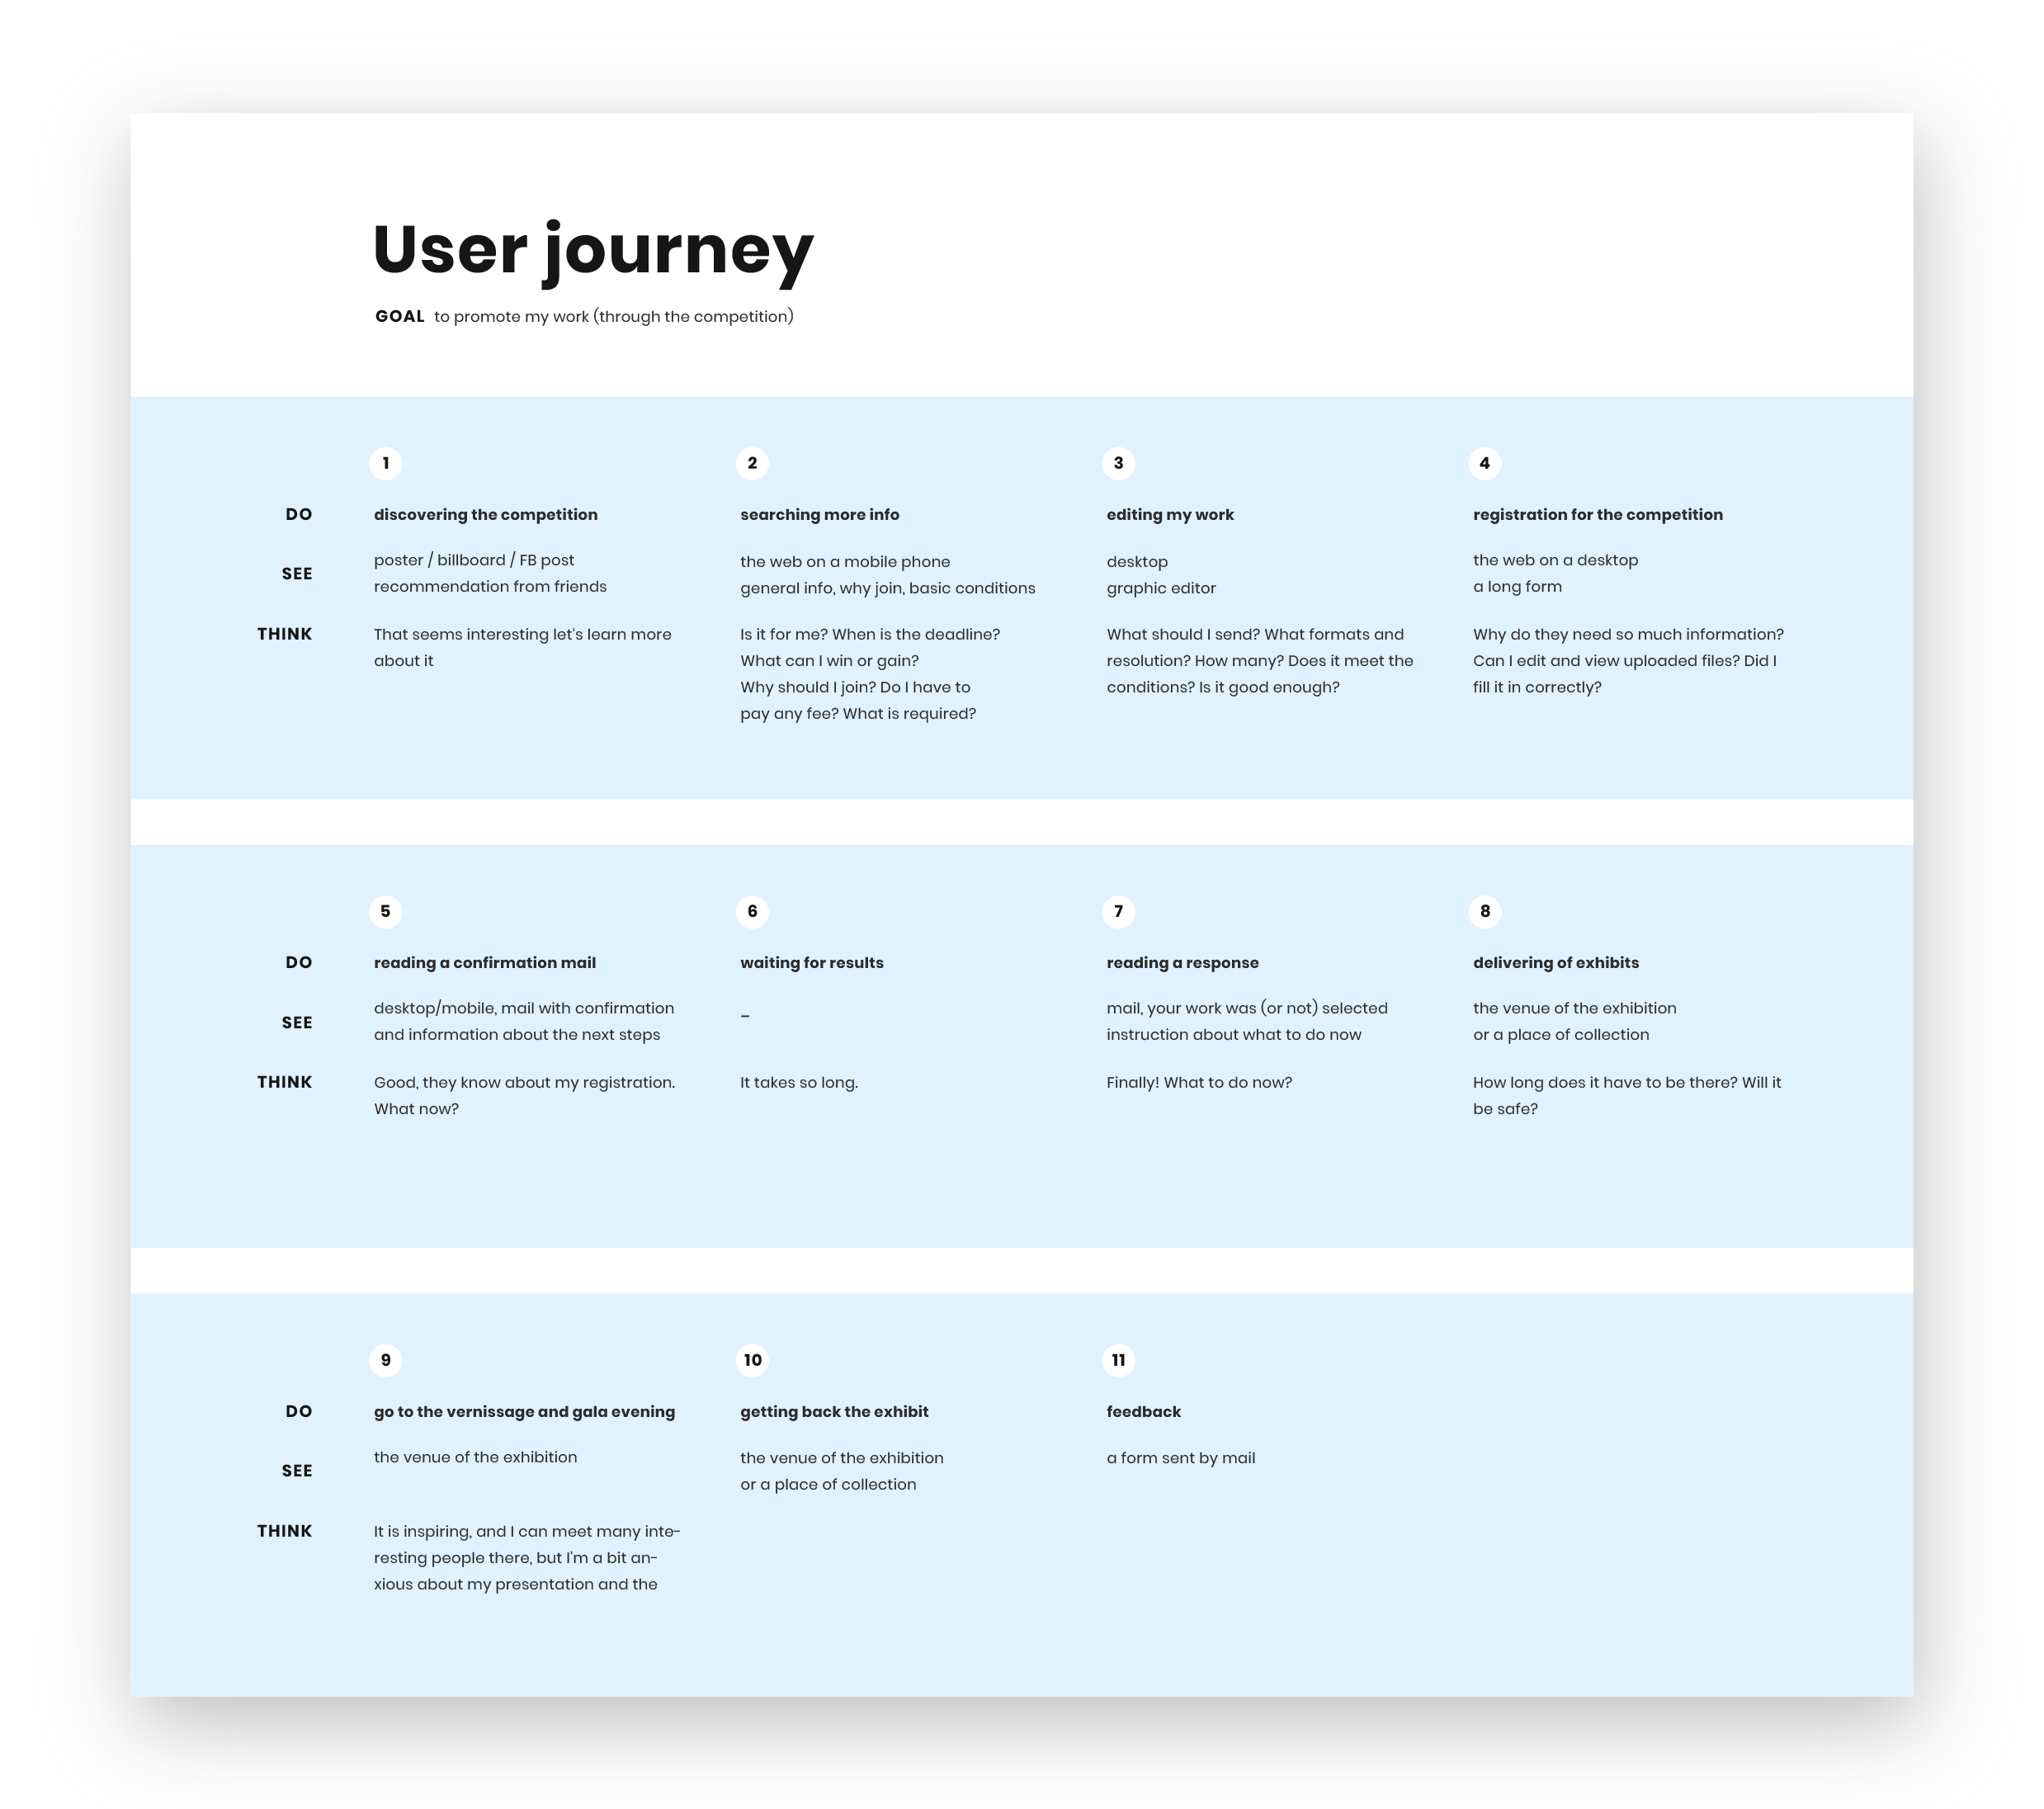 User journey
GOAL to promote my work (through the competition)
1
2
3
4
DO
discovering the competition
searching more info
editing my work
registration for the competition
SEE
poster / billboard / FB post
recommendation from friends
the web on a mobile phone
general info, why join, basic conditions
desktop
graphic editor
the web on a desktop
a long form
THINK
That seems interesting let's learn more
about it
Is it for me? When is the deadline?
What can I win or gain?
Why should I join? Do I have to
pay any fee? What is required?
What should I send? What formats and
resolution? How many? Does it meet the
conditions? Is it good enough?
Why do they need so much information?
Can I edit and view uploaded files? Did I
fill it in correctly?
5
6
7
8
DO
reading a confirmation mail
waiting for results
reading a response
delivering of exhibits
SEE
desktop/mobile, mail with confirmation
and information about the next steps
–
mail, your work was (or not) selected
instruction about what to do now
the venue of the exhibition
or a place of collection
THINK
Good, they know about my registration.
What now?
It takes so long.
Finally! What to do now?
How long does it have to be there? Will it
be safe?
9
10
11
DO
go to the vernissage and gala evening
getting back the exhibit
feedback
SEE
the venue of the exhibition
the venue of the exhibition
or a place of collection
a form sent by mail
THINK
It is inspiring, and I can meet many inte-
resting people there, but I'm a bit an-
xious about my presentation and the